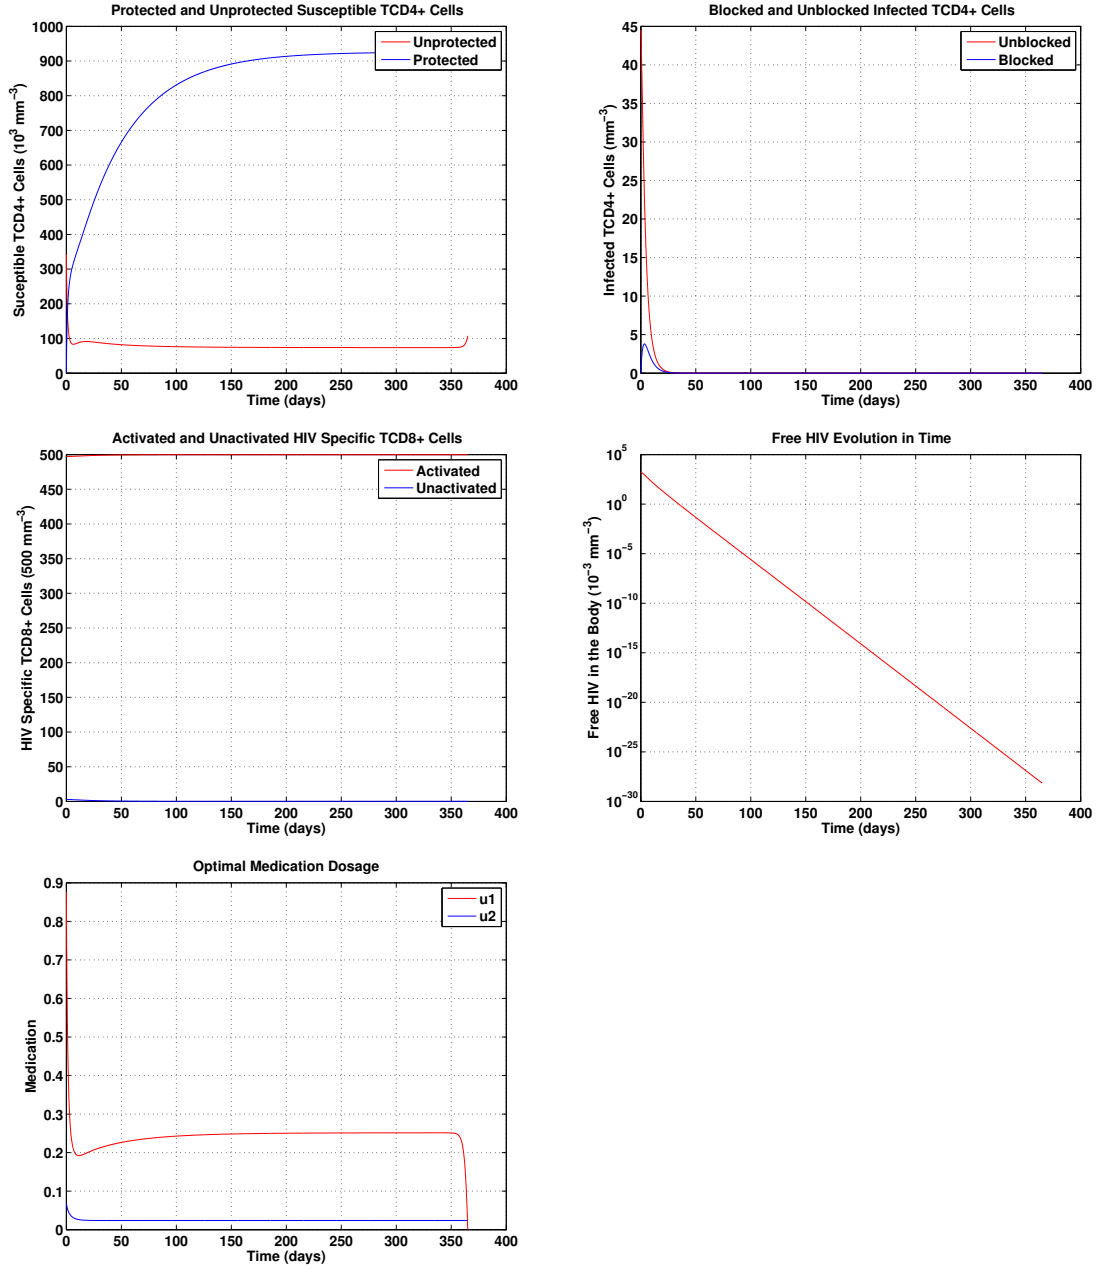 Protected and Unprotected Susceptible TCD4+ Cells
Suceptible TCD4+ Cells (10³ mm⁻³)
1000
900
800
700
600
500
400
300
200
100
0
Unprotected
Protected
0 50 100 150 200 250 300 350 400
Time (days)
Blocked and Unblocked Infected TCD4+ Cells
Infected TCD4+ Cells (mm⁻³)
45
40
35
30
25
20
15
10
5
0
Unblocked
Blocked
0 50 100 150 200 250 300 350 400
Time (days)
Activated and Unactivated HIV Specific TCD8+ Cells
HIV Specific TCD8+ Cells (500 mm⁻³)
500
450
400
350
300
250
200
150
100
50
0
Activated
Unactivated
0 50 100 150 200 250 300 350 400
Time (days)
Free HIV Evolution in Time
Free HIV in the Body (10⁻³ mm⁻³)
10⁵
10⁰
10⁻⁵
10⁻¹⁰
10⁻¹⁵
10⁻²⁰
10⁻²⁵
10⁻³⁰
0 50 100 150 200 250 300 350 400
Time (days)
Optimal Medication Dosage
Medication
0.9
0.8
0.7
0.6
0.5
0.4
0.3
0.2
0.1
0
u1
u2
0 50 100 150 200 250 300 350 400
Time (days)